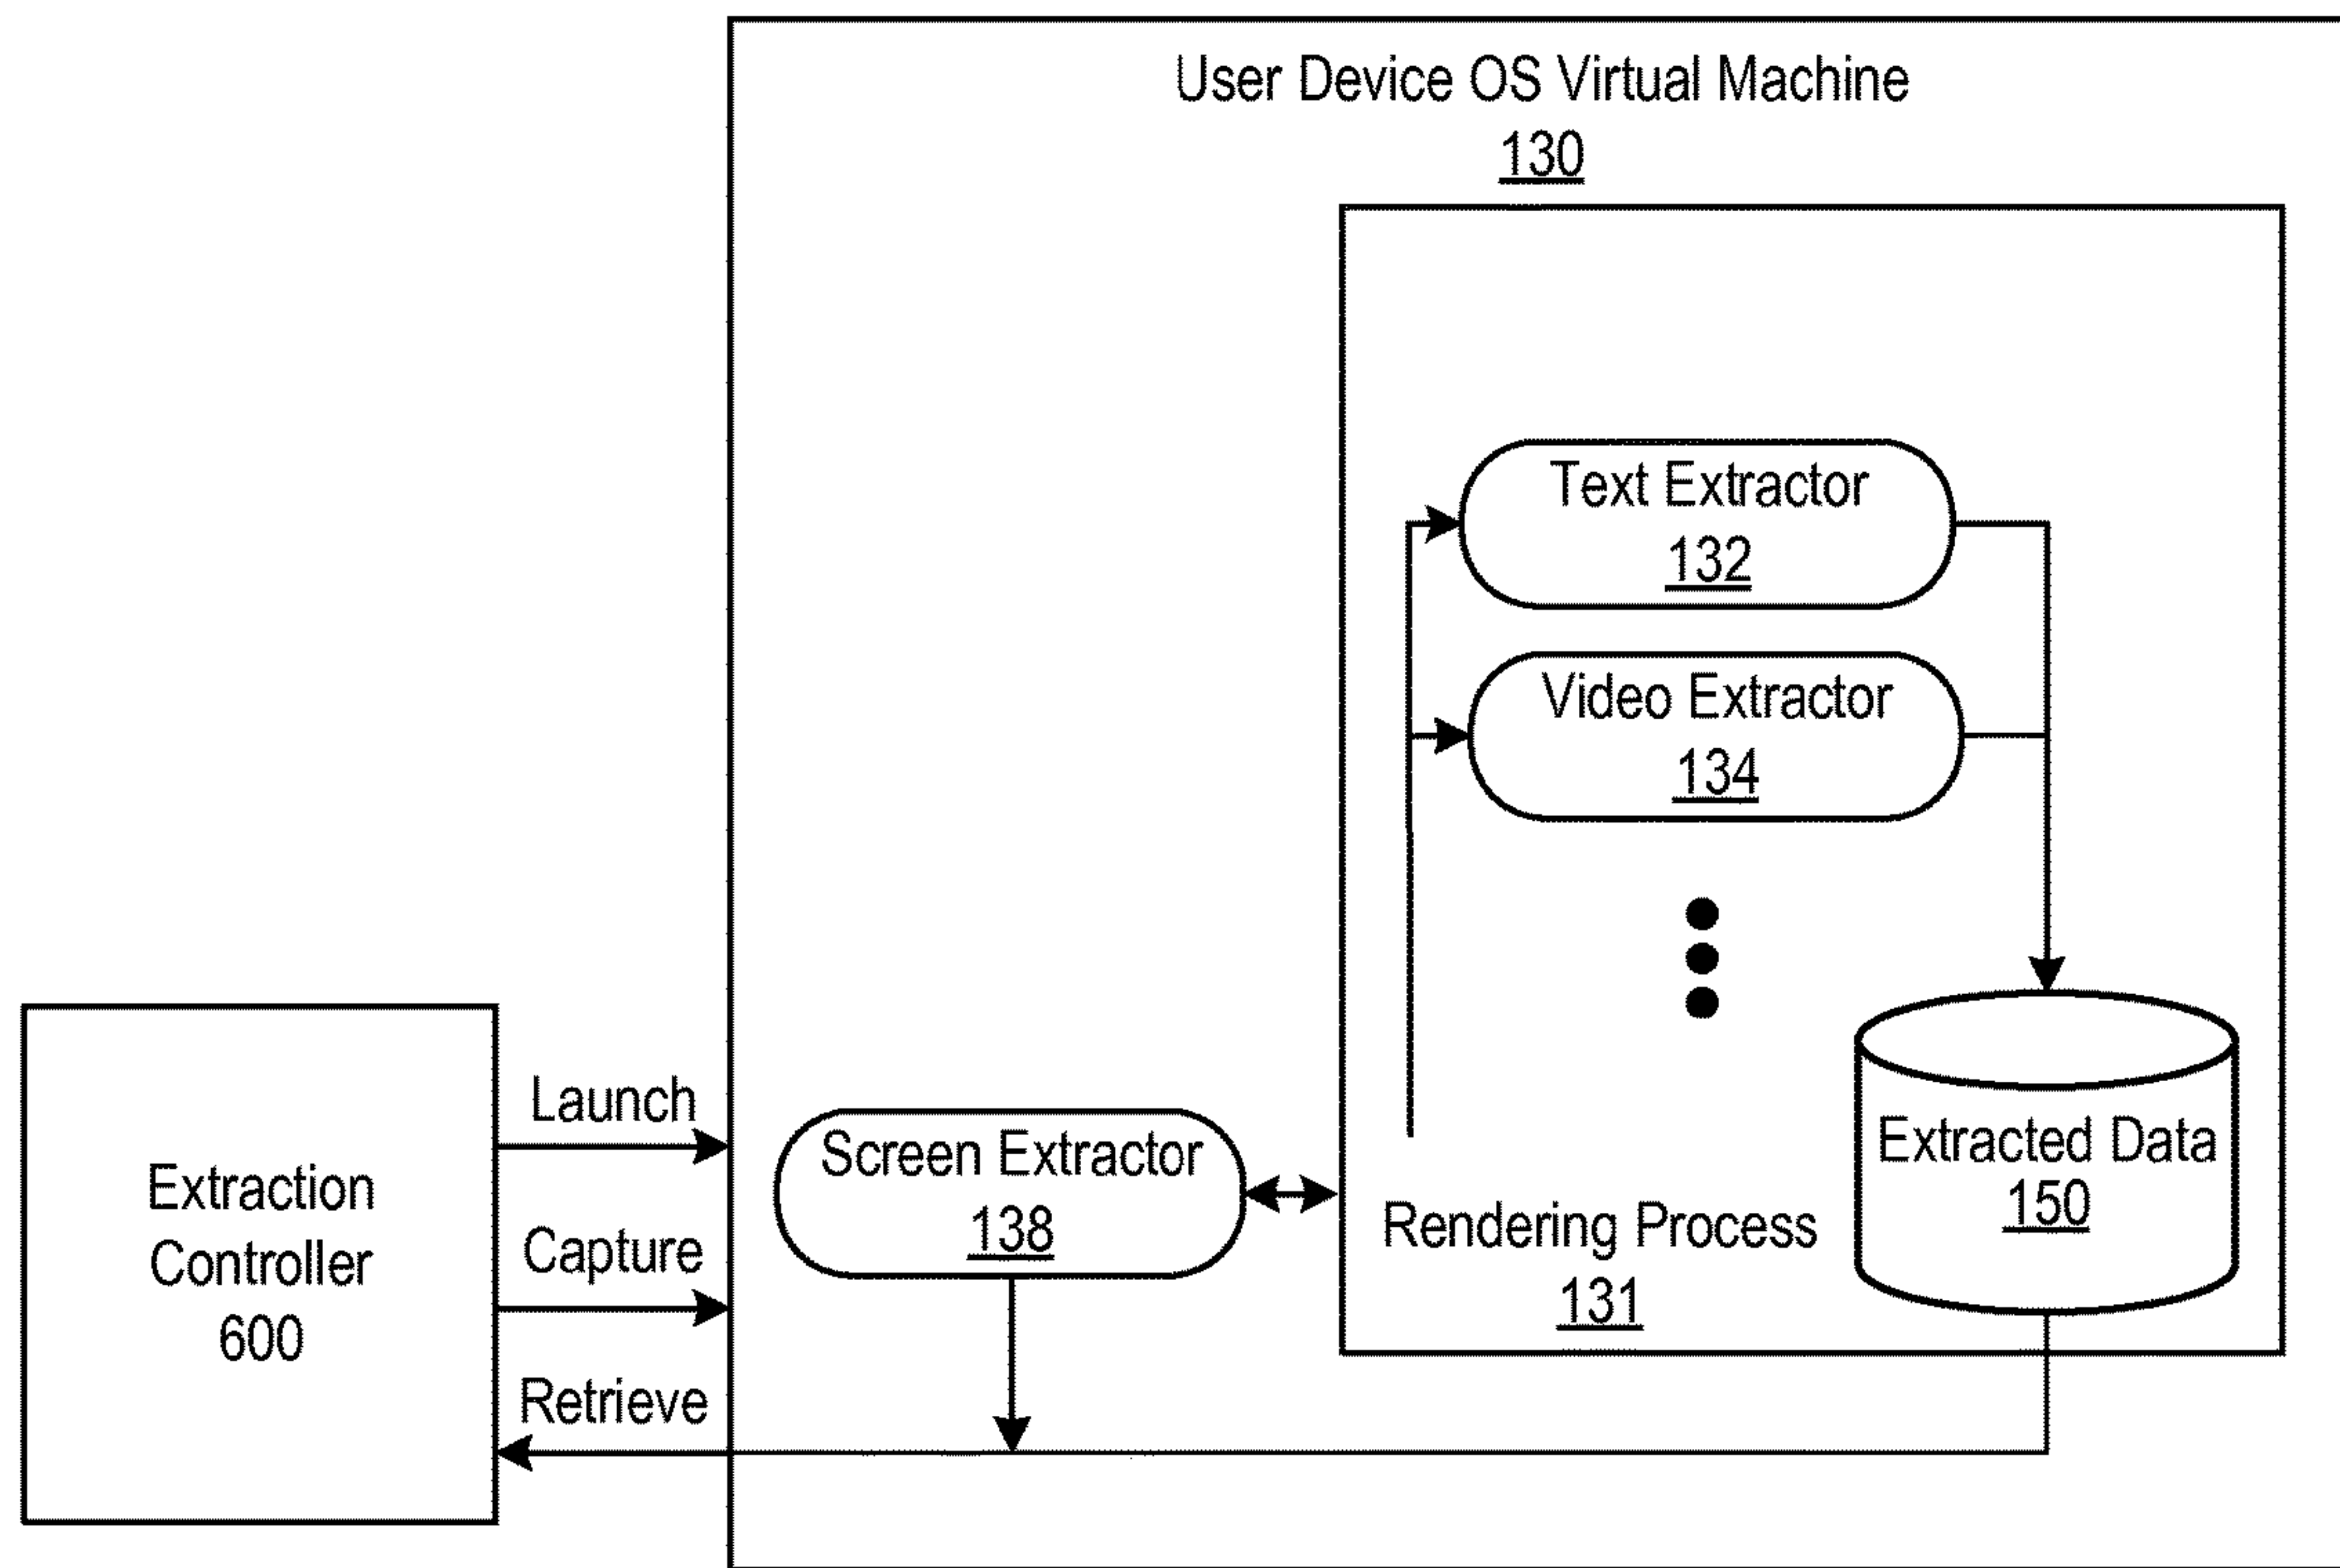 User Device OS Virtual Machine
130
Text Extractor
132
Video Extractor
134
Extraction
Controller
600
Launch
Capture
Retrieve
Screen Extractor
138
Rendering Process
131
Extracted Data
150